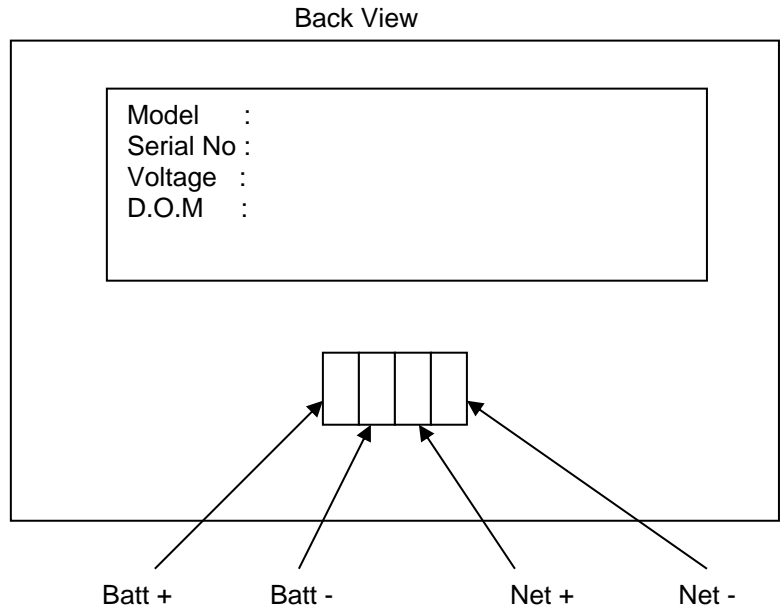 Back View
Model :
Serial No :
Voltage :
D.O.M :
Batt + Batt - Net + Net -